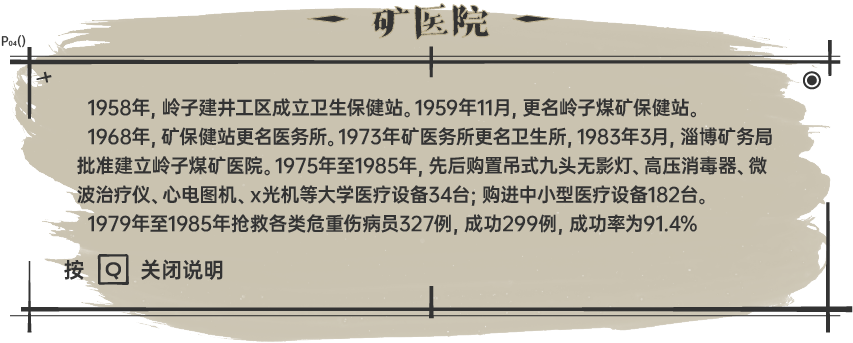 矿医院
P04()
1958年, 岭子建井工区成立卫生保健站。1959年11月, 更名岭子煤矿保健站。
1968年, 矿保健站更名医务所。1973年矿医务所更名卫生所, 1983年3月, 淄博矿务局
批准建立岭子煤矿医院。1975年至1985年, 先后购置吊式九头无影灯、高压消毒器、微
波治疗仪、心电图机、x光机等大学医疗设备34台; 购进中小型医疗设备182台。
1979年至1985年抢救各类危重伤病员327例, 成功299例, 成功率为91.4%
按 Q 关闭说明